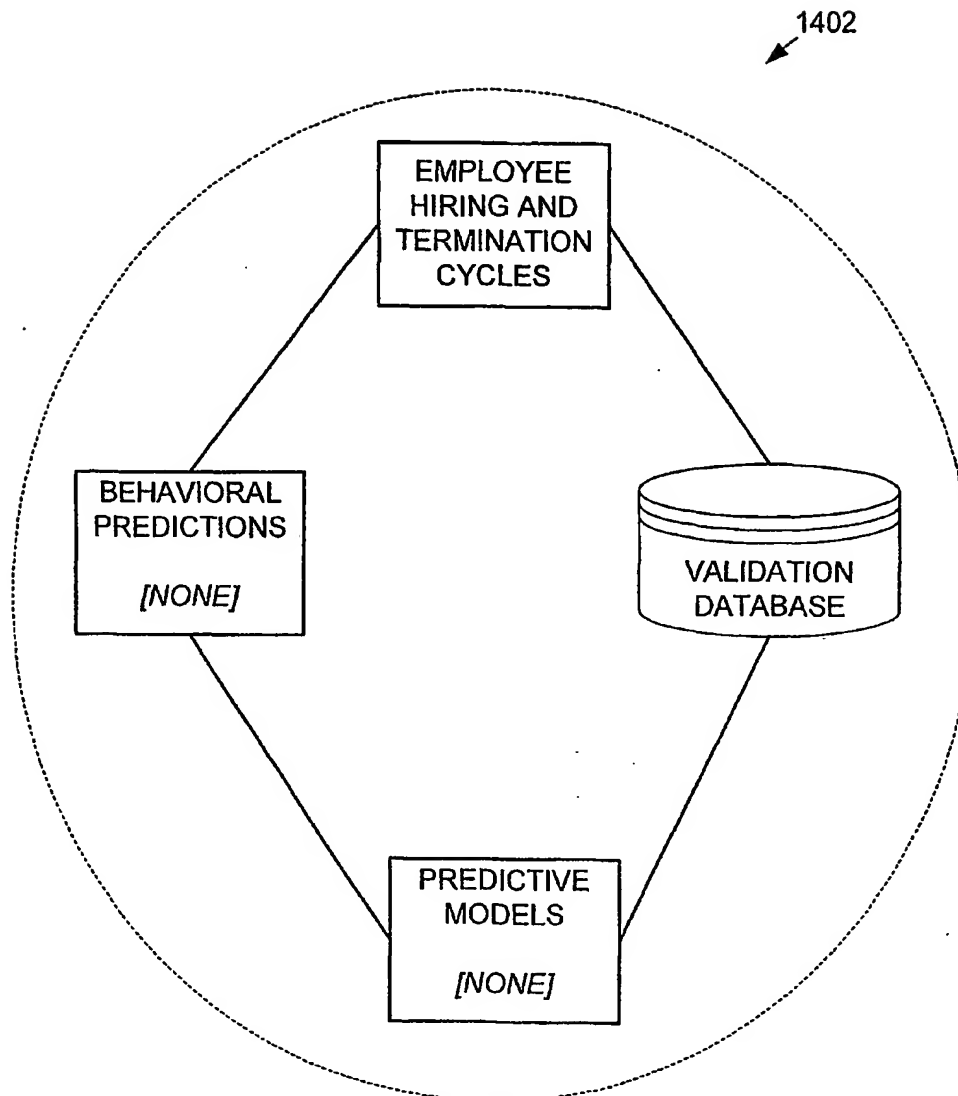 1402
EMPLOYEE
HIRING AND
TERMINATION
CYCLES
BEHAVIORAL
PREDICTIONS
[NONE]
VALIDATION
DATABASE
PREDICTIVE
MODELS
[NONE]